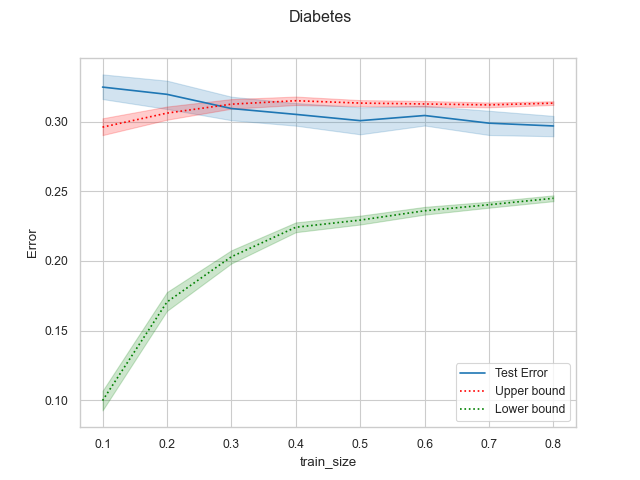 Diabetes
0.30
0.25
0.20
0.15
0.10
Error
0.1 0.2 0.3 0.4 0.5 0.6 0.7 0.8
train_size
Test Error
Upper bound
Lower bound